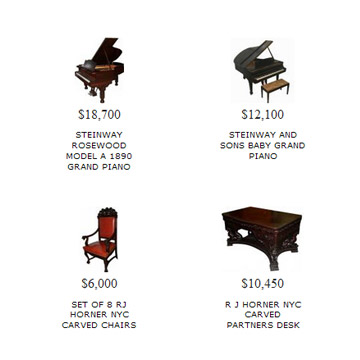 $18,700
STEINWAY
ROSEWOOD
MODEL A 1890
GRAND PIANO
$12,100
STEINWAY AND
SONS BABY GRAND
PIANO
$6,000
SET OF 8 RJ
HORNER NYC
CARVED CHAIRS
$10,450
R J HORNER NYC
CARVED
PARTNERS DESK